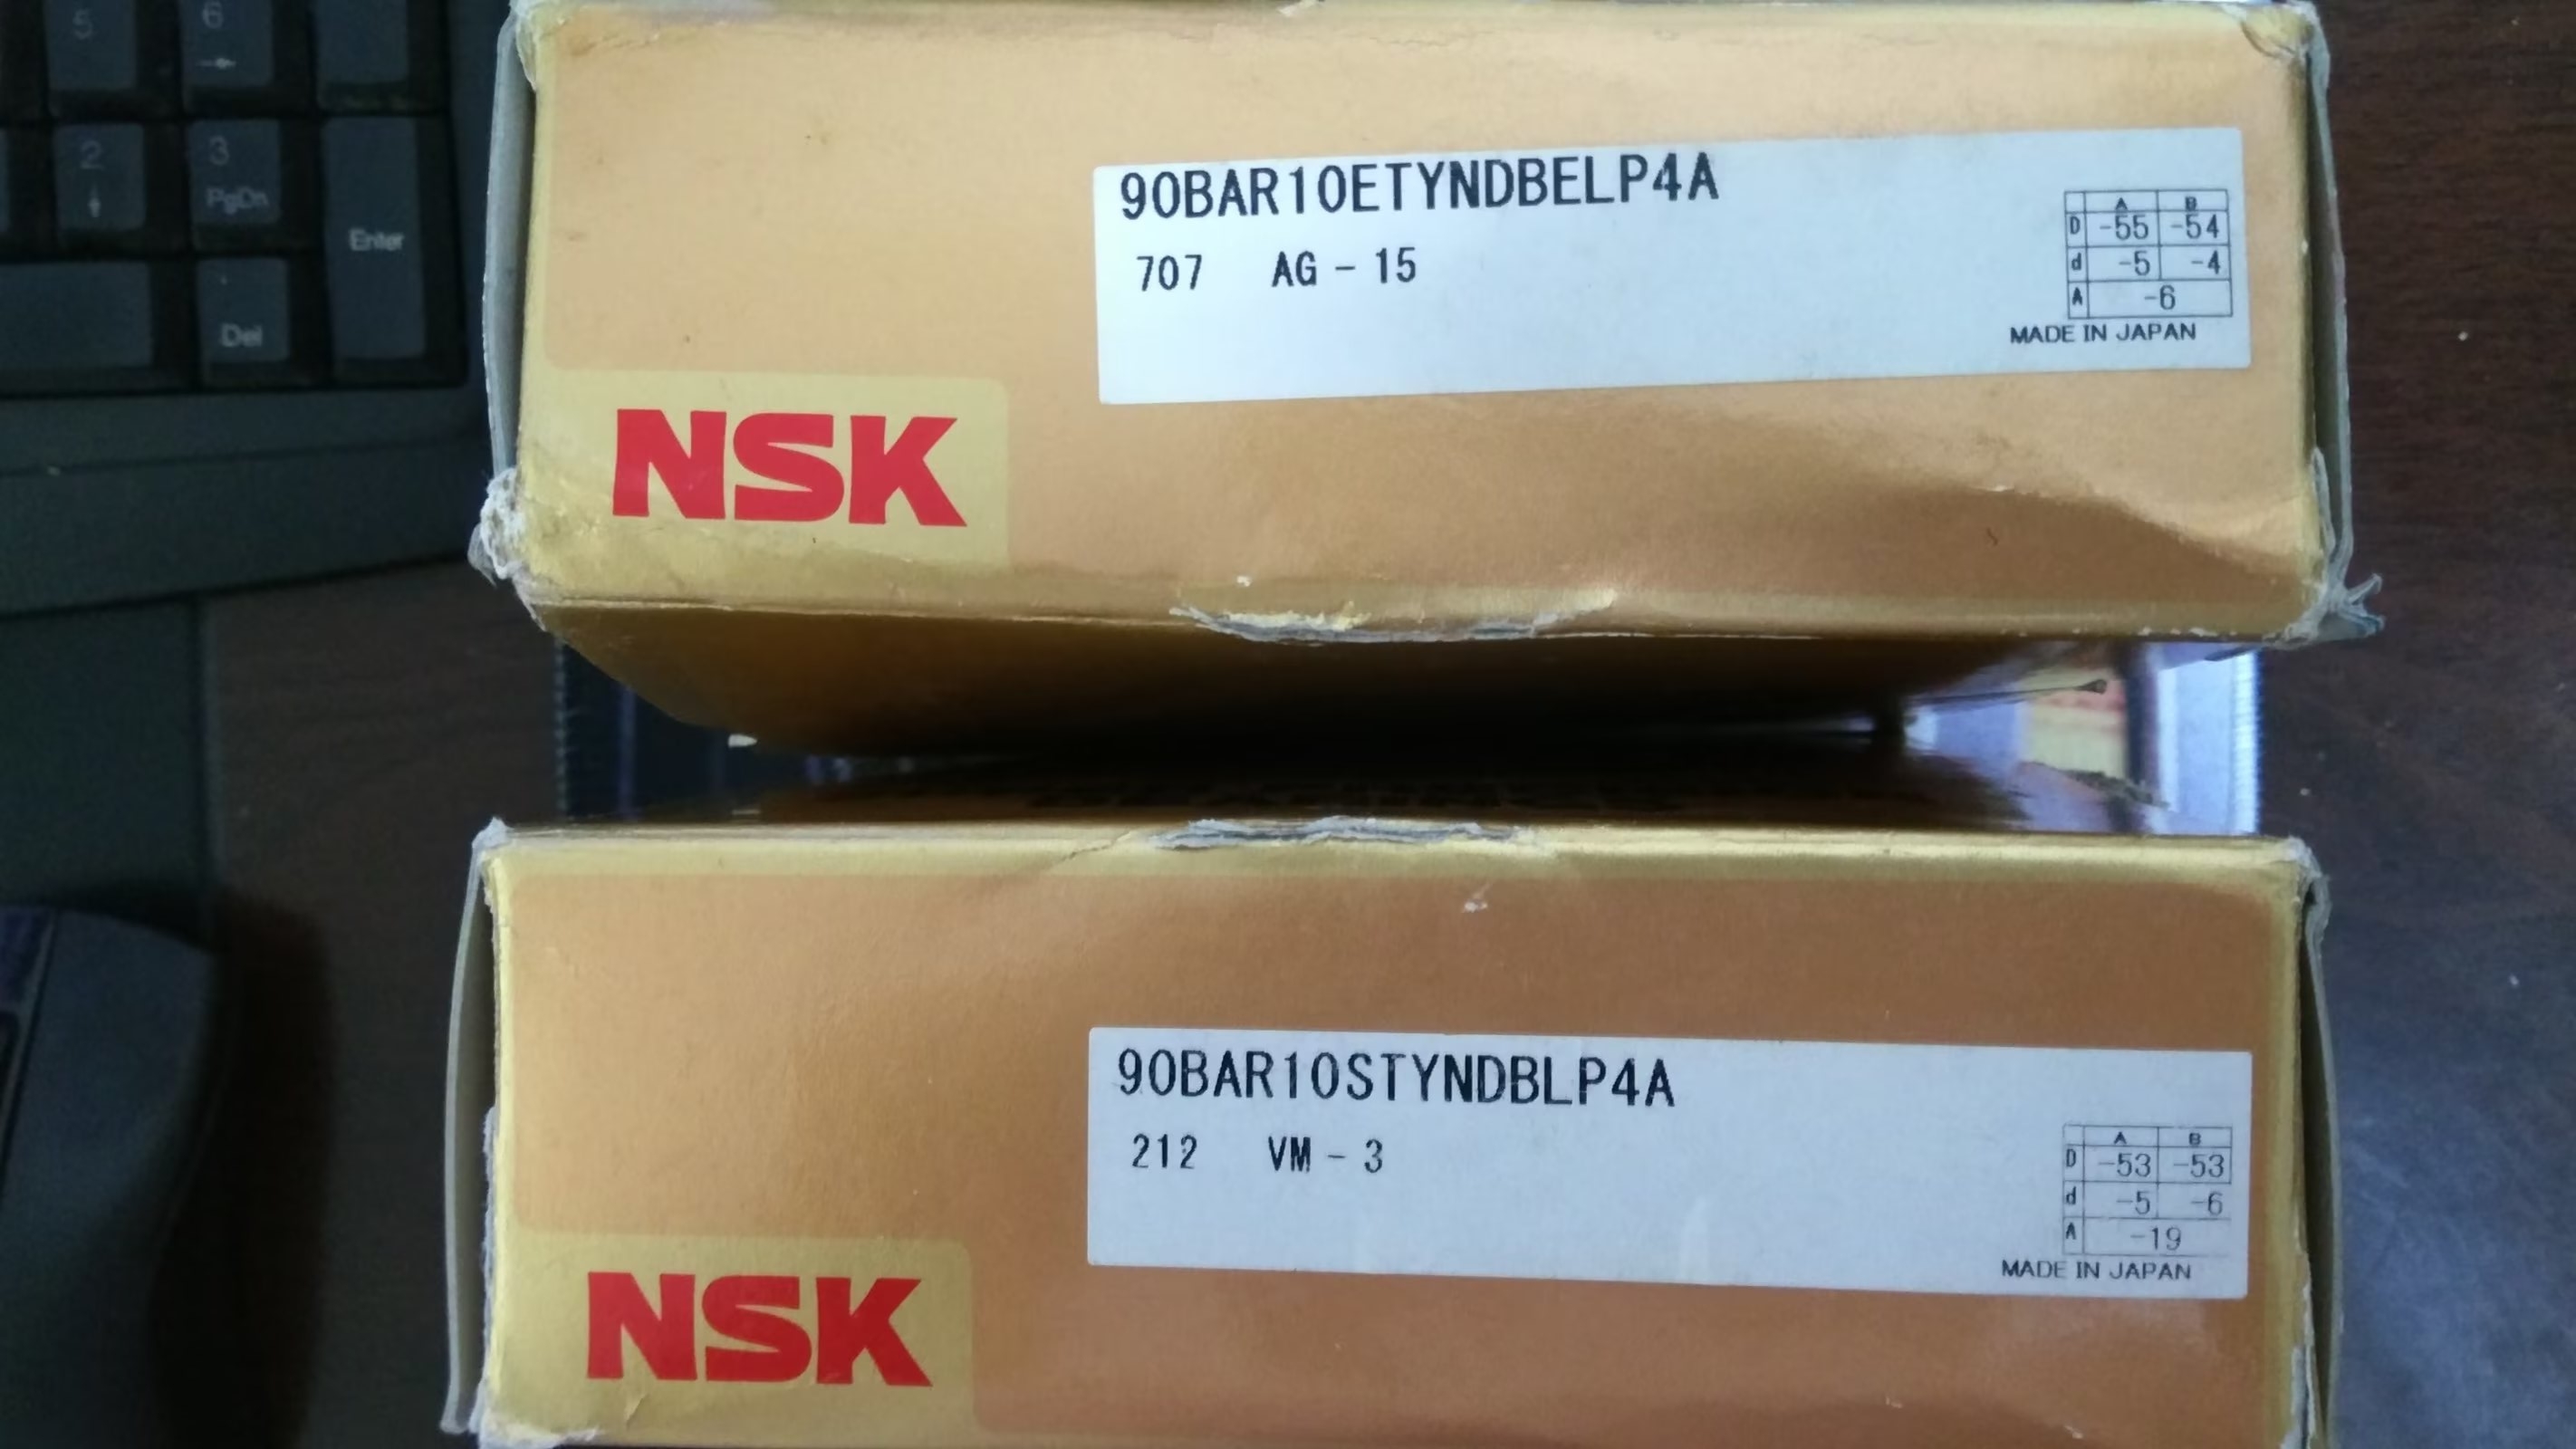 5 6
2 3
PgDn
Enter
Del
90BAR10ETYNDBELP4A
707 AG - 15
A B
D -55 -54
d -5 -4
A -6
MADE IN JAPAN
NSK
90BAR10STYNDBLP4A
212 VM - 3
A B
D -53 -53
d -5 -6
A -19
MADE IN JAPAN
NSK